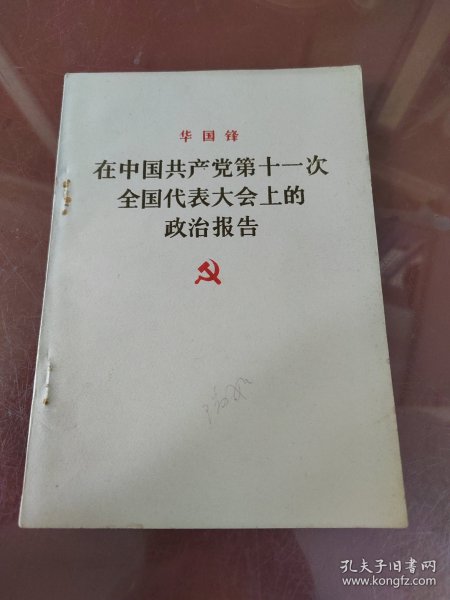 华国锋
在中国共产党第十一次
全国代表大会上的
政治报告
孔夫子旧书网
www.kongfz.com